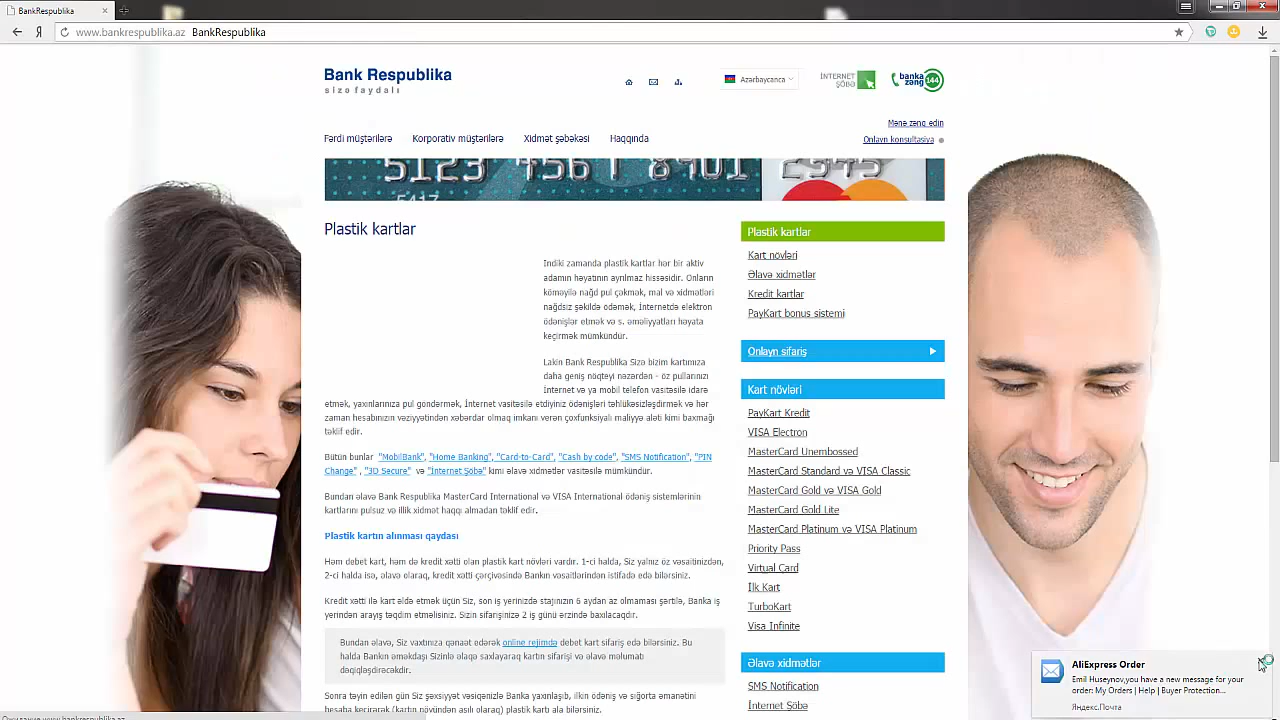 BankRespublika
www.bankrespublika.az BankRespublika
Bank Respublika
sizə faydalı
Azərbaycanca
İNTERNET
ŞÖBƏ
banka
zəng 144
Mənə zəng edin
Onlayn konsultasiya
Fərdi müştərilərə Korporativ müştərilərə Xidmət şəbəkəsi Haqqında
5123 4567 8901 2345
5417
Plastik kartlar
İndiki zamanda plastik kartlar hər bir aktiv
adamın həyatının ayrılmaz hissəsidir. Onların
köməyilə nağd pul çəkmək, mal və xidmətləri
nağdsız şəkildə ödəmək, İnternetdə elektron
ödənişlər etmək və s. əməliyyatları həyata
keçirmək mümkündür.
Lakin Bank Respublika Sizə bizim kartımıza
daha geniş nöqteyi nəzərdən - öz pullarınızı
İnternet və ya mobil telefon vasitəsilə idarə
etmək, yaxınlarınıza pul göndərmək, İnternet vasitəsilə etdiyiniz ödənişləri təhlükəsizləşdirmək və hər
zaman hesabınızın vəziyyətindən xəbərdar olmaq imkanı verən çoxfunksiyalı maliyyə aləti kimi baxmağı
təklif edir.
Bütün bunlar "MobilBank", "Home Banking", "Card-to-Card", "Cash by code", "SMS Notification", "PIN
Change" , "3D Secure" və "İnternet Şöbə" kimi əlavə xidmətlər vasitəsilə mümkündür.
Bundan əlavə Bank Respublika MasterCard International və VISA International ödəniş sistemlərinin
kartlarını pulsuz və illik xidmət haqqı almadan təklif edir.
Plastik kartın alınması qaydası
Həm debet kart, həm də kredit xətti olan plastik kart növləri vardır. 1-ci halda, Siz yalnız öz vəsaitinizdən,
2-ci halda isə, əlavə olaraq, kredit xətti çərçivəsində Bankın vəsaitlərindən istifadə edə bilərsiniz.
Kredit xətti ilə kart əldə etmək üçün Siz, son iş yerinizdə stajınızın 6 aydan az olmaması şərtilə, Banka iş
yerindən arayış təqdim etməlisiniz. Sizin sifarişinizə 2 iş günü ərzində baxılacaqdır.
Bundan əlavə, Siz vaxtınıza qənaət edərək online rejimdə debet kart sifariş edə bilərsiniz. Bu
halda Bankın əməkdaşı Sizinlə əlaqə saxlayaraq kartın sifarişi və əlavə məlumatı
dəqiqləşdirəcəkdir.
Sonra təyin edilən gün Siz şəxsiyyət vəsiqənizlə Banka yaxınlaşıb, ilkin ödəniş və sığorta əmanətini
hesaba keçirərək (kartın növündən asılı olaraq) plastik kartı ala bilərsiniz.
Plastik kartlar
Kart növləri
Əlavə xidmətlər
Kredit kartlar
PayKart bonus sistemi
Onlayn sifariş
Kart növləri
PayKart Kredit
VISA Electron
MasterCard Unembossed
MasterCard Standard və VISA Classic
MasterCard Gold və VISA Gold
MasterCard Gold Lite
MasterCard Platinum və VISA Platinum
Priority Pass
Virtual Card
İlk Kart
TurboKart
Visa Infinite
Əlavə xidmətlər
SMS Notification
İnternet Şöbə
AliExpress Order
Emil Huseynov,you have a new message for your
order: My Orders | Help | Buyer Protection...
Яндекс.Почта